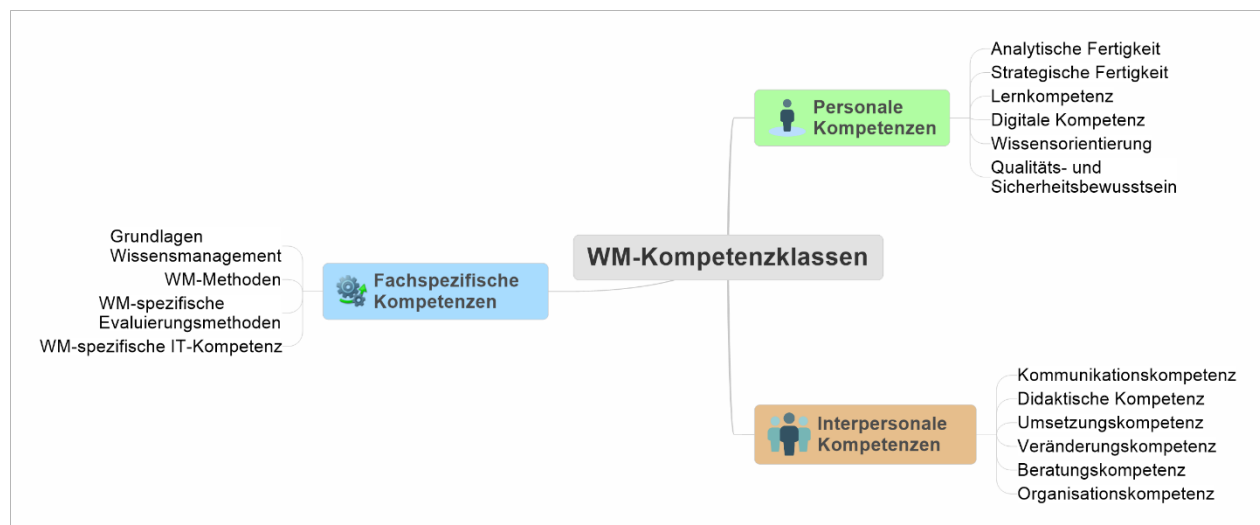 WM-Kompetenzklassen
Personale
Kompetenzen
Analytische Fertigkeit
Strategische Fertigkeit
Lernkompetenz
Digitale Kompetenz
Wissensorientierung
Qualitäts- und
Sicherheitsbewusstsein
Interpersonale
Kompetenzen
Kommunikationskompetenz
Didaktische Kompetenz
Umsetzungskompetenz
Veränderungskompetenz
Beratungskompetenz
Organisationskompetenz
Fachspezifische
Kompetenzen
Grundlagen
Wissensmanagement
WM-Methoden
WM-spezifische
Evaluierungsmethoden
WM-spezifische IT-Kompetenz